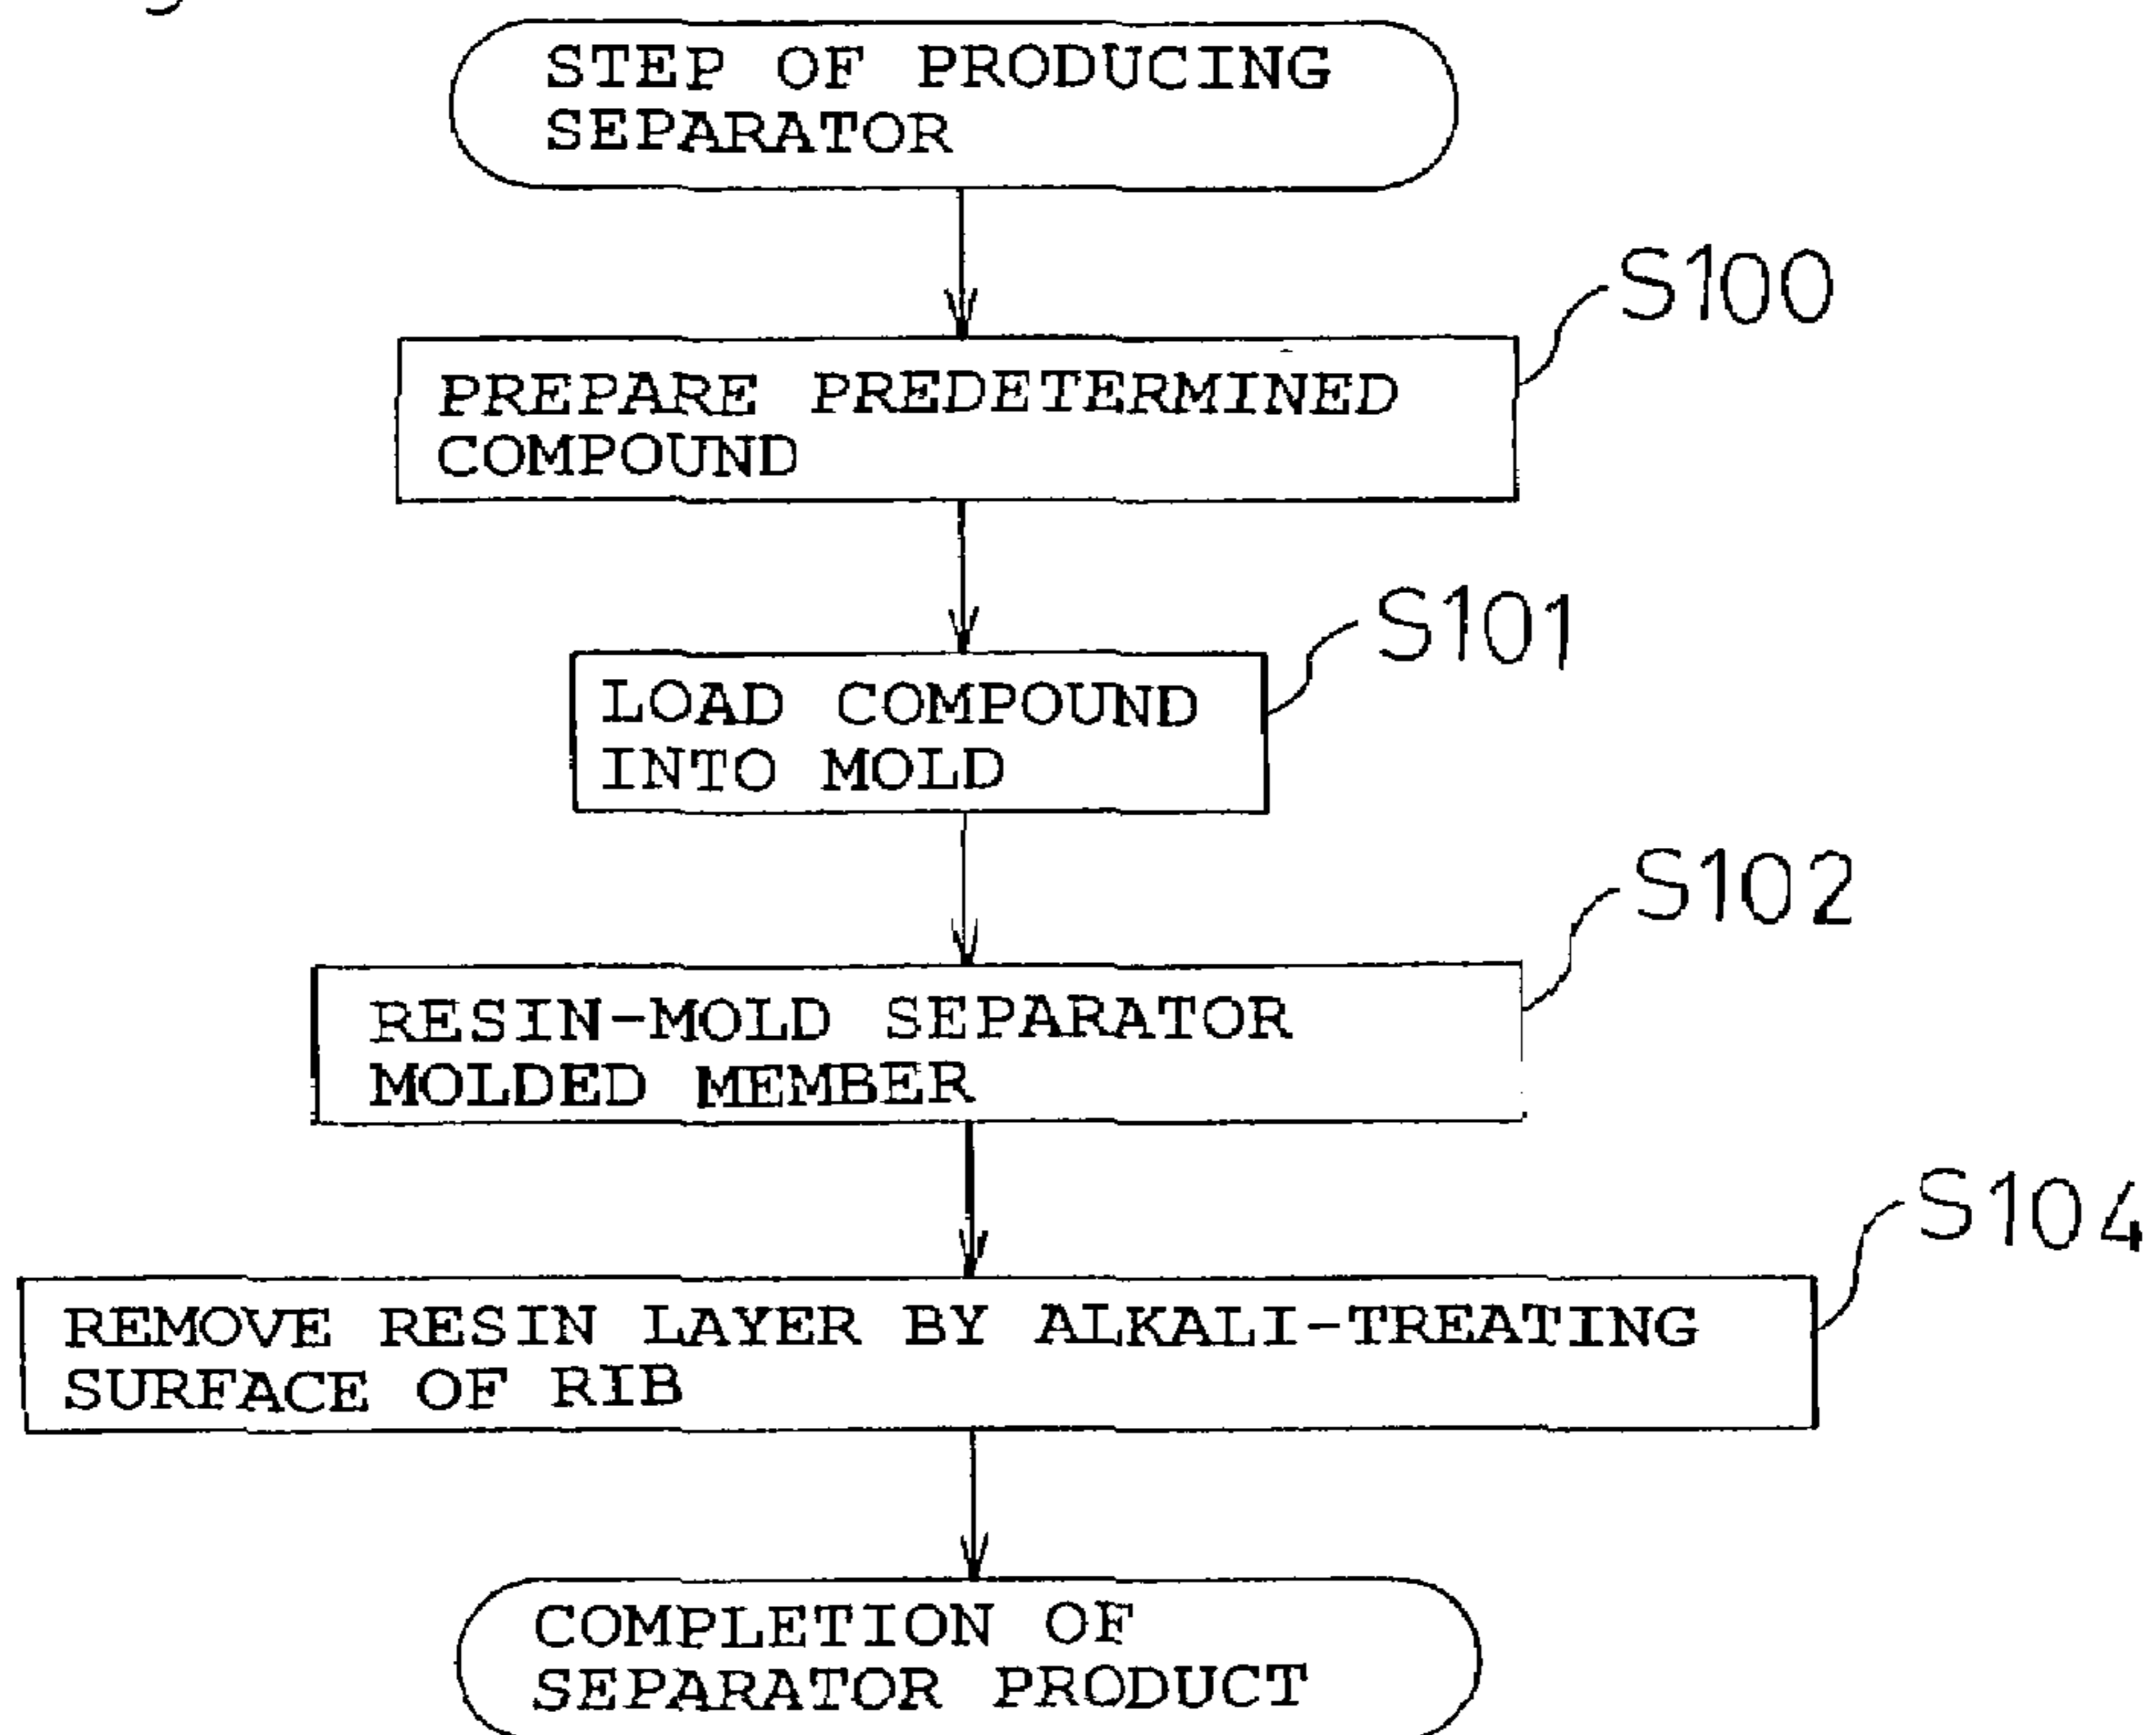 STEP OF PRODUCING
SEPARATOR
S100
PREPARE PREDETERMINED
COMPOUND
S101
LOAD COMPOUND
INTO MOLD
S102
RESIN-MOLD SEPARATOR
MOLDED MEMBER
S104
REMOVE RESIN LAYER BY ALKALI-TREATING
SURFACE OF RIB
COMPLETION OF
SEPARATOR PRODUCT